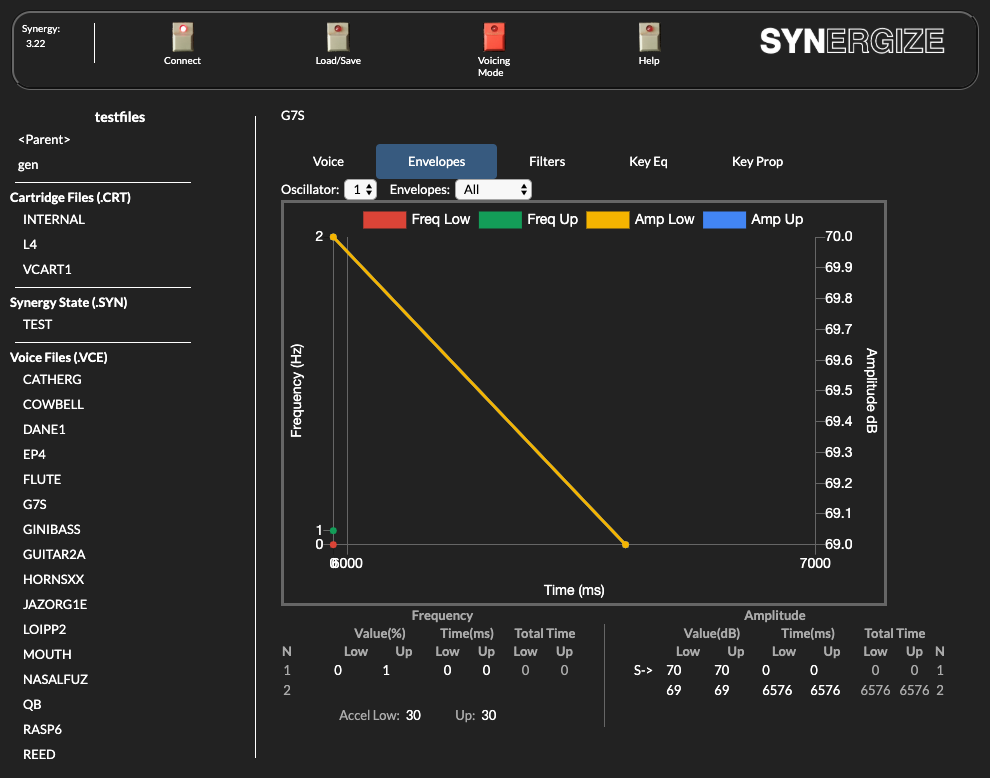 Synergy:
3.22
Connect
Load/Save
Voicing
Mode
Help
SYNERGIZE
testfiles
<Parent>
gen
Cartridge Files (.CRT)
INTERNAL
L4
VCART1
Synergy State (.SYN)
TEST
Voice Files (.VCE)
CATHERG
COWBELL
DANE1
EP4
FLUTE
G7S
GINIBASS
GUITAR2A
HORNSXX
JAZORG1E
LOIPP2
MOUTH
NASALFUZ
QB
RASP6
REED
G7S
Voice Envelopes Filters Key Eq Key Prop
Oscillator: 1 Envelopes: All
Freq Low Freq Up Amp Low Amp Up
2
1
0
Frequency (Hz)
70.0
69.9
69.8
69.7
69.6
69.5
69.4
69.3
69.2
69.1
69.0
Amplitude dB
0 6000 7000
Time (ms)
Frequency
Value(%) Time(ms) Total Time
N Low Up Low Up Low Up
1 0 1 0 0 0 0
2
Accel Low: 30 Up: 30
Amplitude
Value(dB) Time(ms) Total Time
Low Up Low Up Low Up N
S-> 70 70 0 0 0 0 1
69 69 6576 6576 6576 6576 2